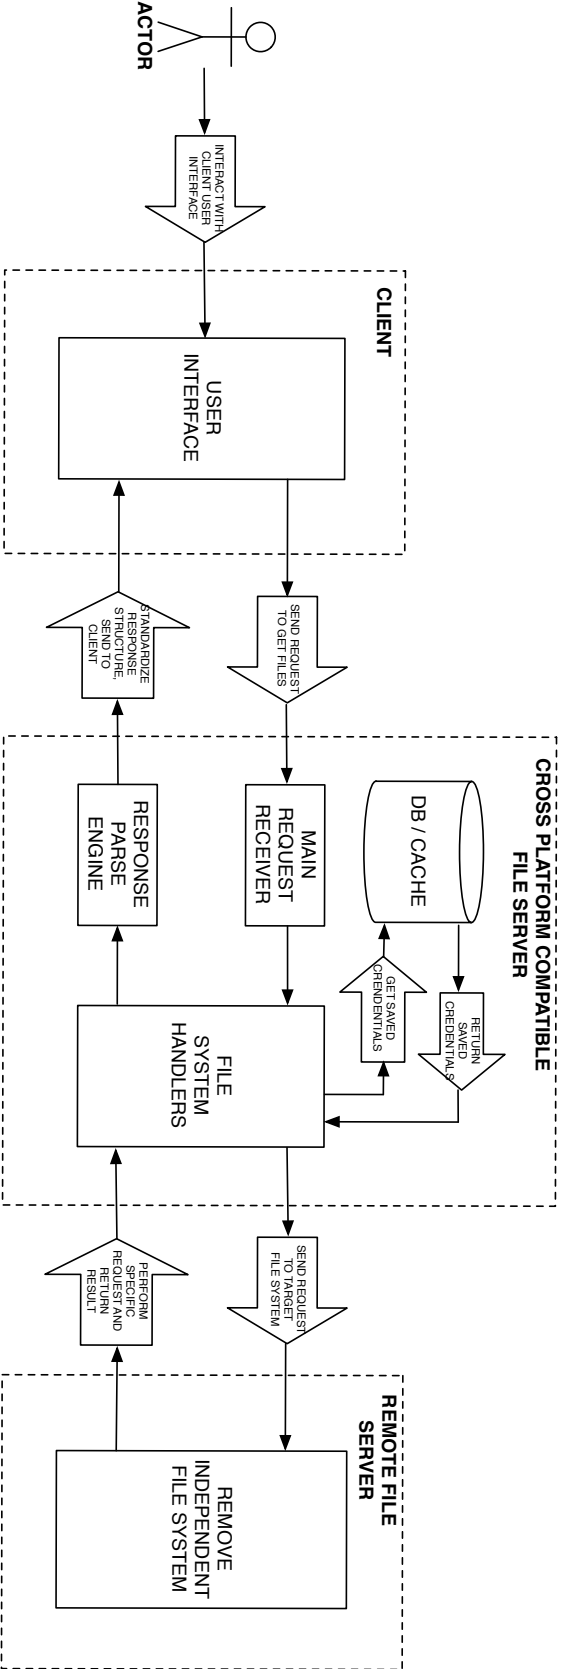 ACTOR
INTERACT WITH
CLIENT USER
INTERFACE
CLIENT
USER
INTERFACE
SEND REQUEST
TO GET FILES
STANDARDIZE
RESPONSE
STRUCTURE,
SEND TO
CLIENT
CROSS PLATFORM COMPATIBLE
FILE SERVER
DB / CACHE
MAIN
REQUEST
RECEIVER
RESPONSE
PARSE
ENGINE
RETURN
SAVED
CREDENTIALS
GET SAVED
CRENDENTIALS
FILE
SYSTEM
HANDLERS
SEND REQUEST
TO TARGET
FILE SYSTEM
PERFORM
SPECIFIC
REQUEST AND
RETURN
RESULT
REMOTE FILE
SERVER
REMOVE
INDEPENDENT
FILE SYSTEM